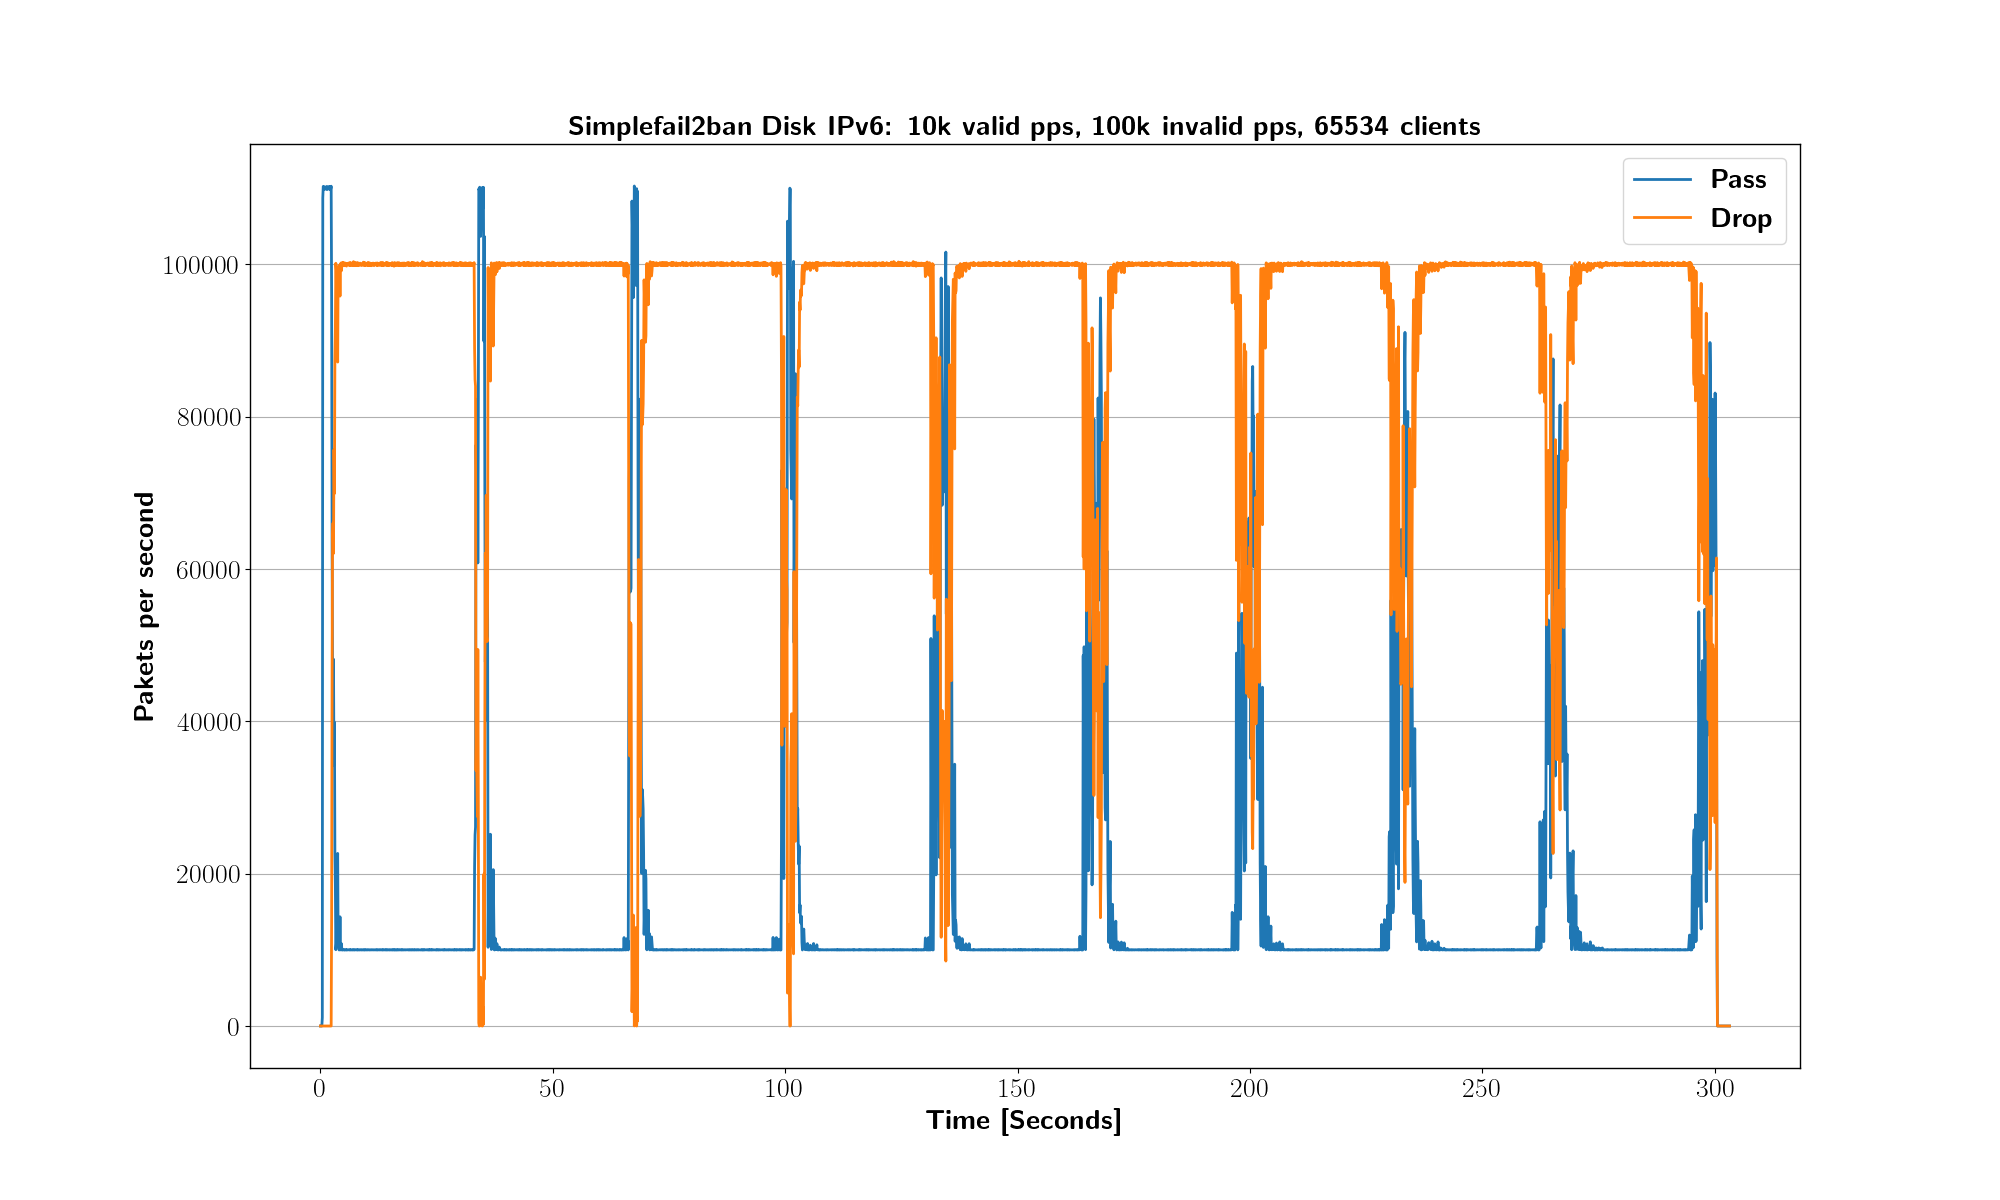 Simplefail2ban Disk IPv6: 10k valid pps, 100k invalid pps, 65534 clients
Pass
Drop
100000
80000
60000
40000
20000
0
Pakets per second
0 50 100 150 200 250 300
Time [Seconds]